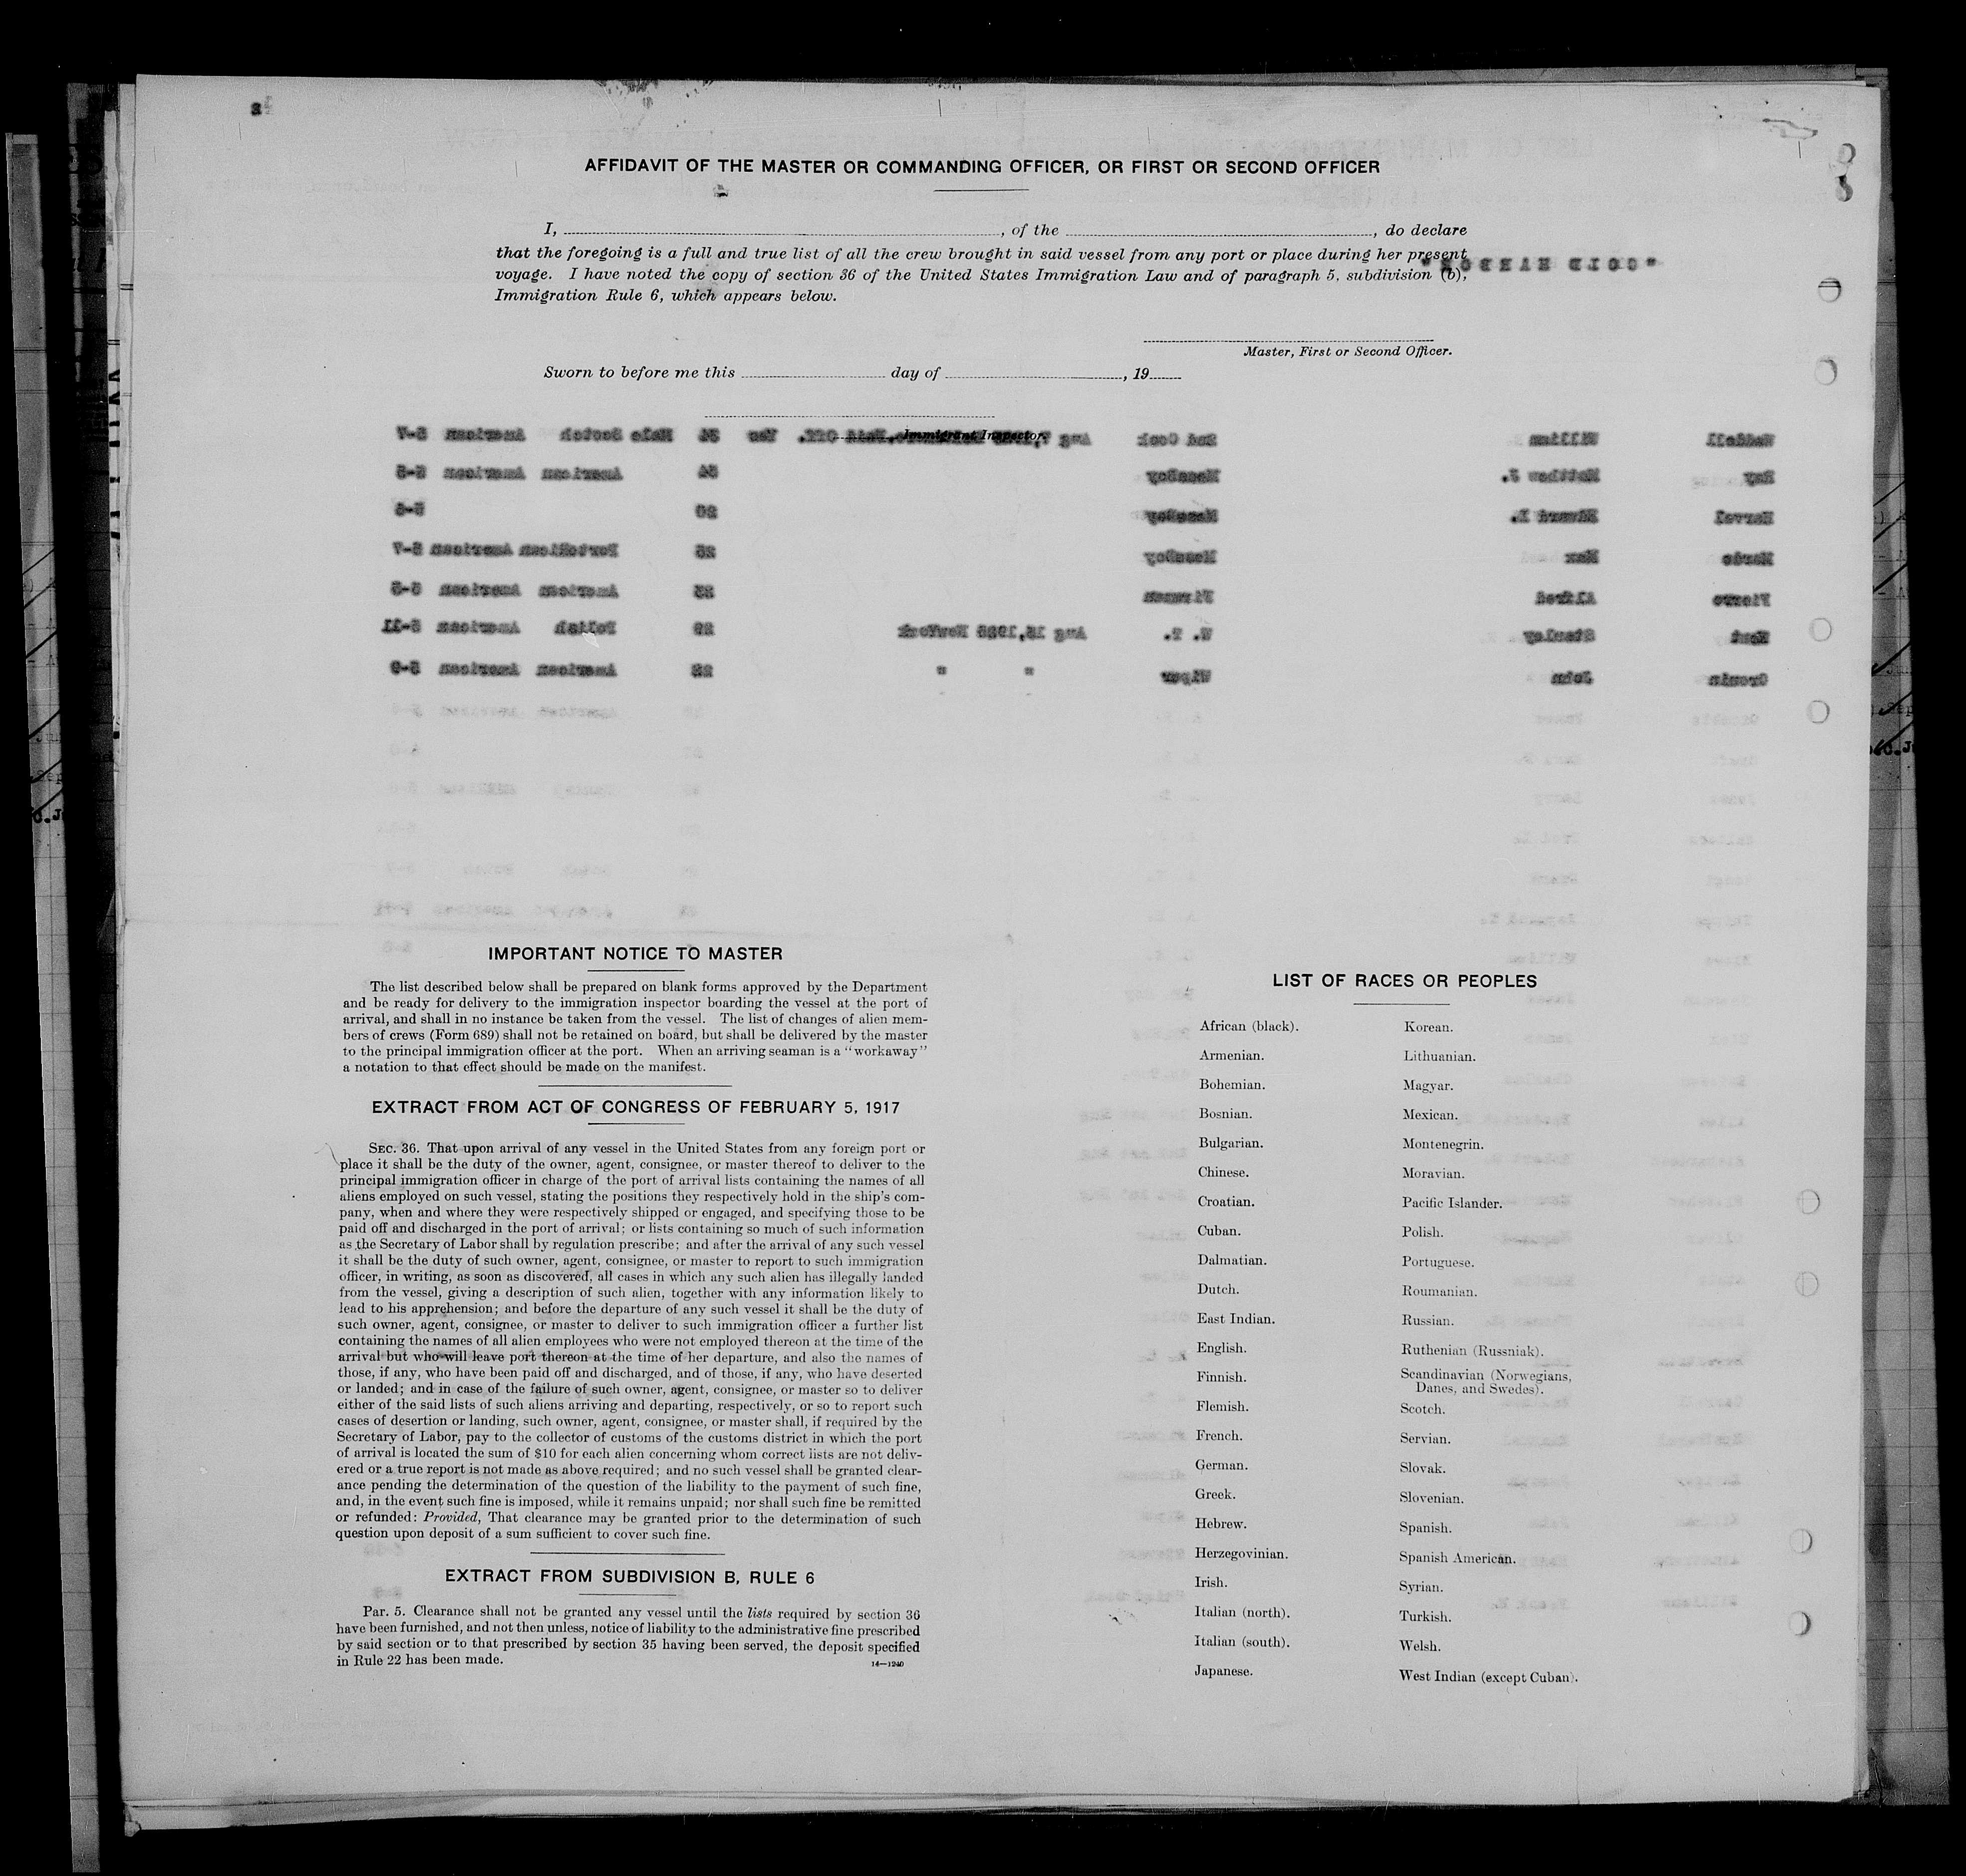 AFFIDAVIT OF THE MASTER OR COMMANDING OFFICER, OR FIRST OR SECOND OFFICER
I, , of the , do declare
that the foregoing is a full and true list of all the crew brought in said vessel from any port or place during her present
voyage. I have noted the copy of section 36 of the United States Immigration Law and of paragraph 5, subdivision (b),
Immigration Rule 6, which appears below.
Master, First or Second Officer.
Sworn to before me this day of , 19
Immigrant Inspector.
IMPORTANT NOTICE TO MASTER
The list described below shall be prepared on blank forms approved by the Department
and be ready for delivery to the immigration inspector boarding the vessel at the port of
arrival, and shall in no instance be taken from the vessel. The list of changes of alien mem-
bers of crews (Form 689) shall not be retained on board, but shall be delivered by the master
to the principal immigration officer at the port. When an arriving seaman is a "workaway"
a notation to that effect should be made on the manifest.
EXTRACT FROM ACT OF CONGRESS OF FEBRUARY 5, 1917
SEC. 36. That upon arrival of any vessel in the United States from any foreign port or
place it shall be the duty of the owner, agent, consignee, or master thereof to deliver to the
principal immigration officer in charge of the port of arrival lists containing the names of all
aliens employed on such vessel, stating the positions they respectively hold in the ship's com-
pany, when and where they were respectively shipped or engaged, and specifying those to be
paid off and discharged in the port of arrival; or lists containing so much of such information
as the Secretary of Labor shall by regulation prescribe; and after the arrival of any such vessel
it shall be the duty of such owner, agent, consignee, or master to report to such immigration
officer, in writing, as soon as discovered, all cases in which any such alien has illegally landed
from the vessel, giving a description of such alien, together with any information likely to
lead to his apprehension; and before the departure of any such vessel it shall be the duty of
such owner, agent, consignee, or master to deliver to such immigration officer a further list
containing the names of all alien employees who were not employed thereon at the time of the
arrival but who will leave port thereon at the time of her departure, and also the names of
those, if any, who have been paid off and discharged, and of those, if any, who have deserted
or landed; and in case of the failure of such owner, agent, consignee, or master so to deliver
either of the said lists of such aliens arriving and departing, respectively, or so to report such
cases of desertion or landing, such owner, agent, consignee, or master shall, if required by the
Secretary of Labor, pay to the collector of customs of the customs district in which the port
of arrival is located the sum of $10 for each alien concerning whom correct lists are not deliv-
ered or a true report is not made as above required; and no such vessel shall be granted clear-
ance pending the determination of the question of the liability to the payment of such fine,
and, in the event such fine is imposed, while it remains unpaid; nor shall such fine be remitted
or refunded: Provided, That clearance may be granted prior to the determination of such
question upon deposit of a sum sufficient to cover such fine.
EXTRACT FROM SUBDIVISION B, RULE 6
Par. 5. Clearance shall not be granted any vessel until the lists required by section 36
have been furnished, and not then unless, notice of liability to the administrative fine prescribed
by said section or to that prescribed by section 35 having been served, the deposit specified
in Rule 22 has been made.
14—1240
LIST OF RACES OR PEOPLES
African (black).
Armenian.
Bohemian.
Bosnian.
Bulgarian.
Chinese.
Croatian.
Cuban.
Dalmatian.
Dutch.
East Indian.
English.
Finnish.
Flemish.
French.
German.
Greek.
Hebrew.
Herzegovinian.
Irish.
Italian (north).
Italian (south).
Japanese.
Korean.
Lithuanian.
Magyar.
Mexican.
Montenegrin.
Moravian.
Pacific Islander.
Polish.
Portuguese.
Roumanian.
Russian.
Ruthenian (Russniak).
Scandinavian (Norwegians,
Danes, and Swedes).
Scotch.
Servian.
Slovak.
Slovenian.
Spanish.
Spanish American.
Syrian.
Turkish.
Welsh.
West Indian (except Cuban).